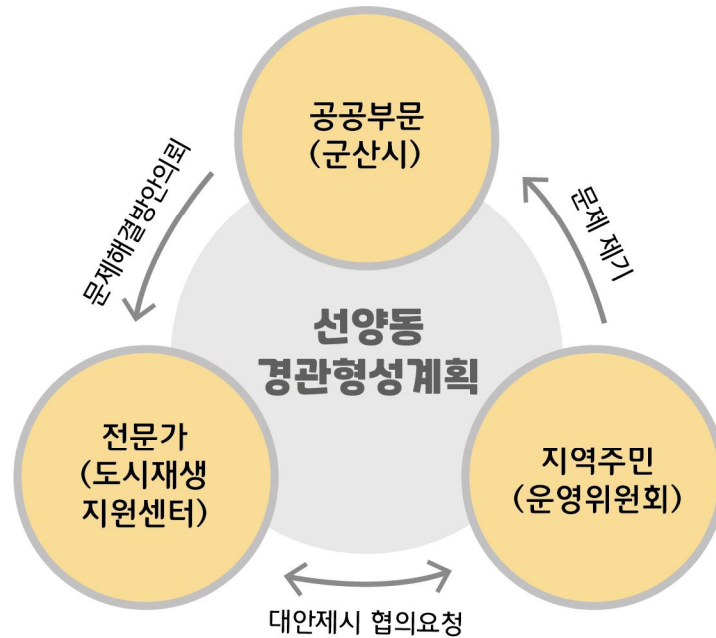 공공부문
(군산시)
문제해결방안의뢰
문제 제기
선양동
경관형성계획
전문가
(도시재생
지원센터)
지역주민
(운영위원회)
대안제시 협의요청